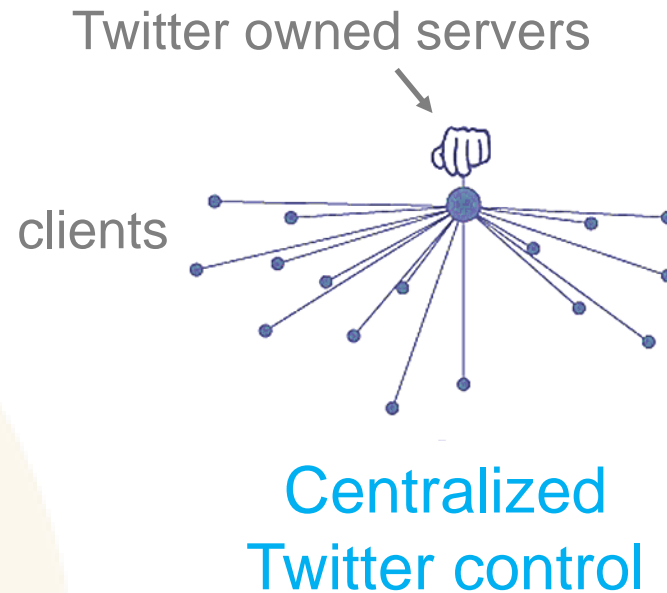 Twitter owned servers
clients
Centralized
Twitter control